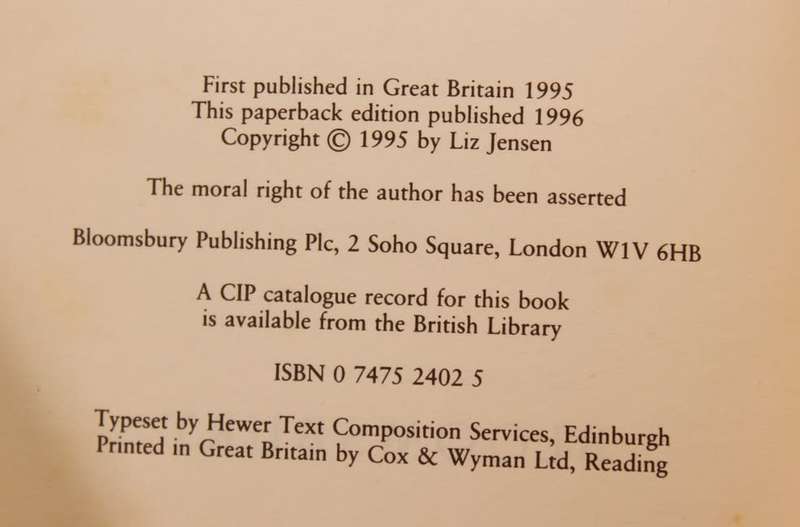 First published in Great Britain 1995
This paperback edition published 1996
Copyright © 1995 by Liz Jensen
The moral right of the author has been asserted
Bloomsbury Publishing Plc, 2 Soho Square, London W1V 6HB
A CIP catalogue record for this book
is available from the British Library
ISBN 0 7475 2402 5
Typeset by Hewer Text Composition Services, Edinburgh
Printed in Great Britain by Cox & Wyman Ltd, Reading